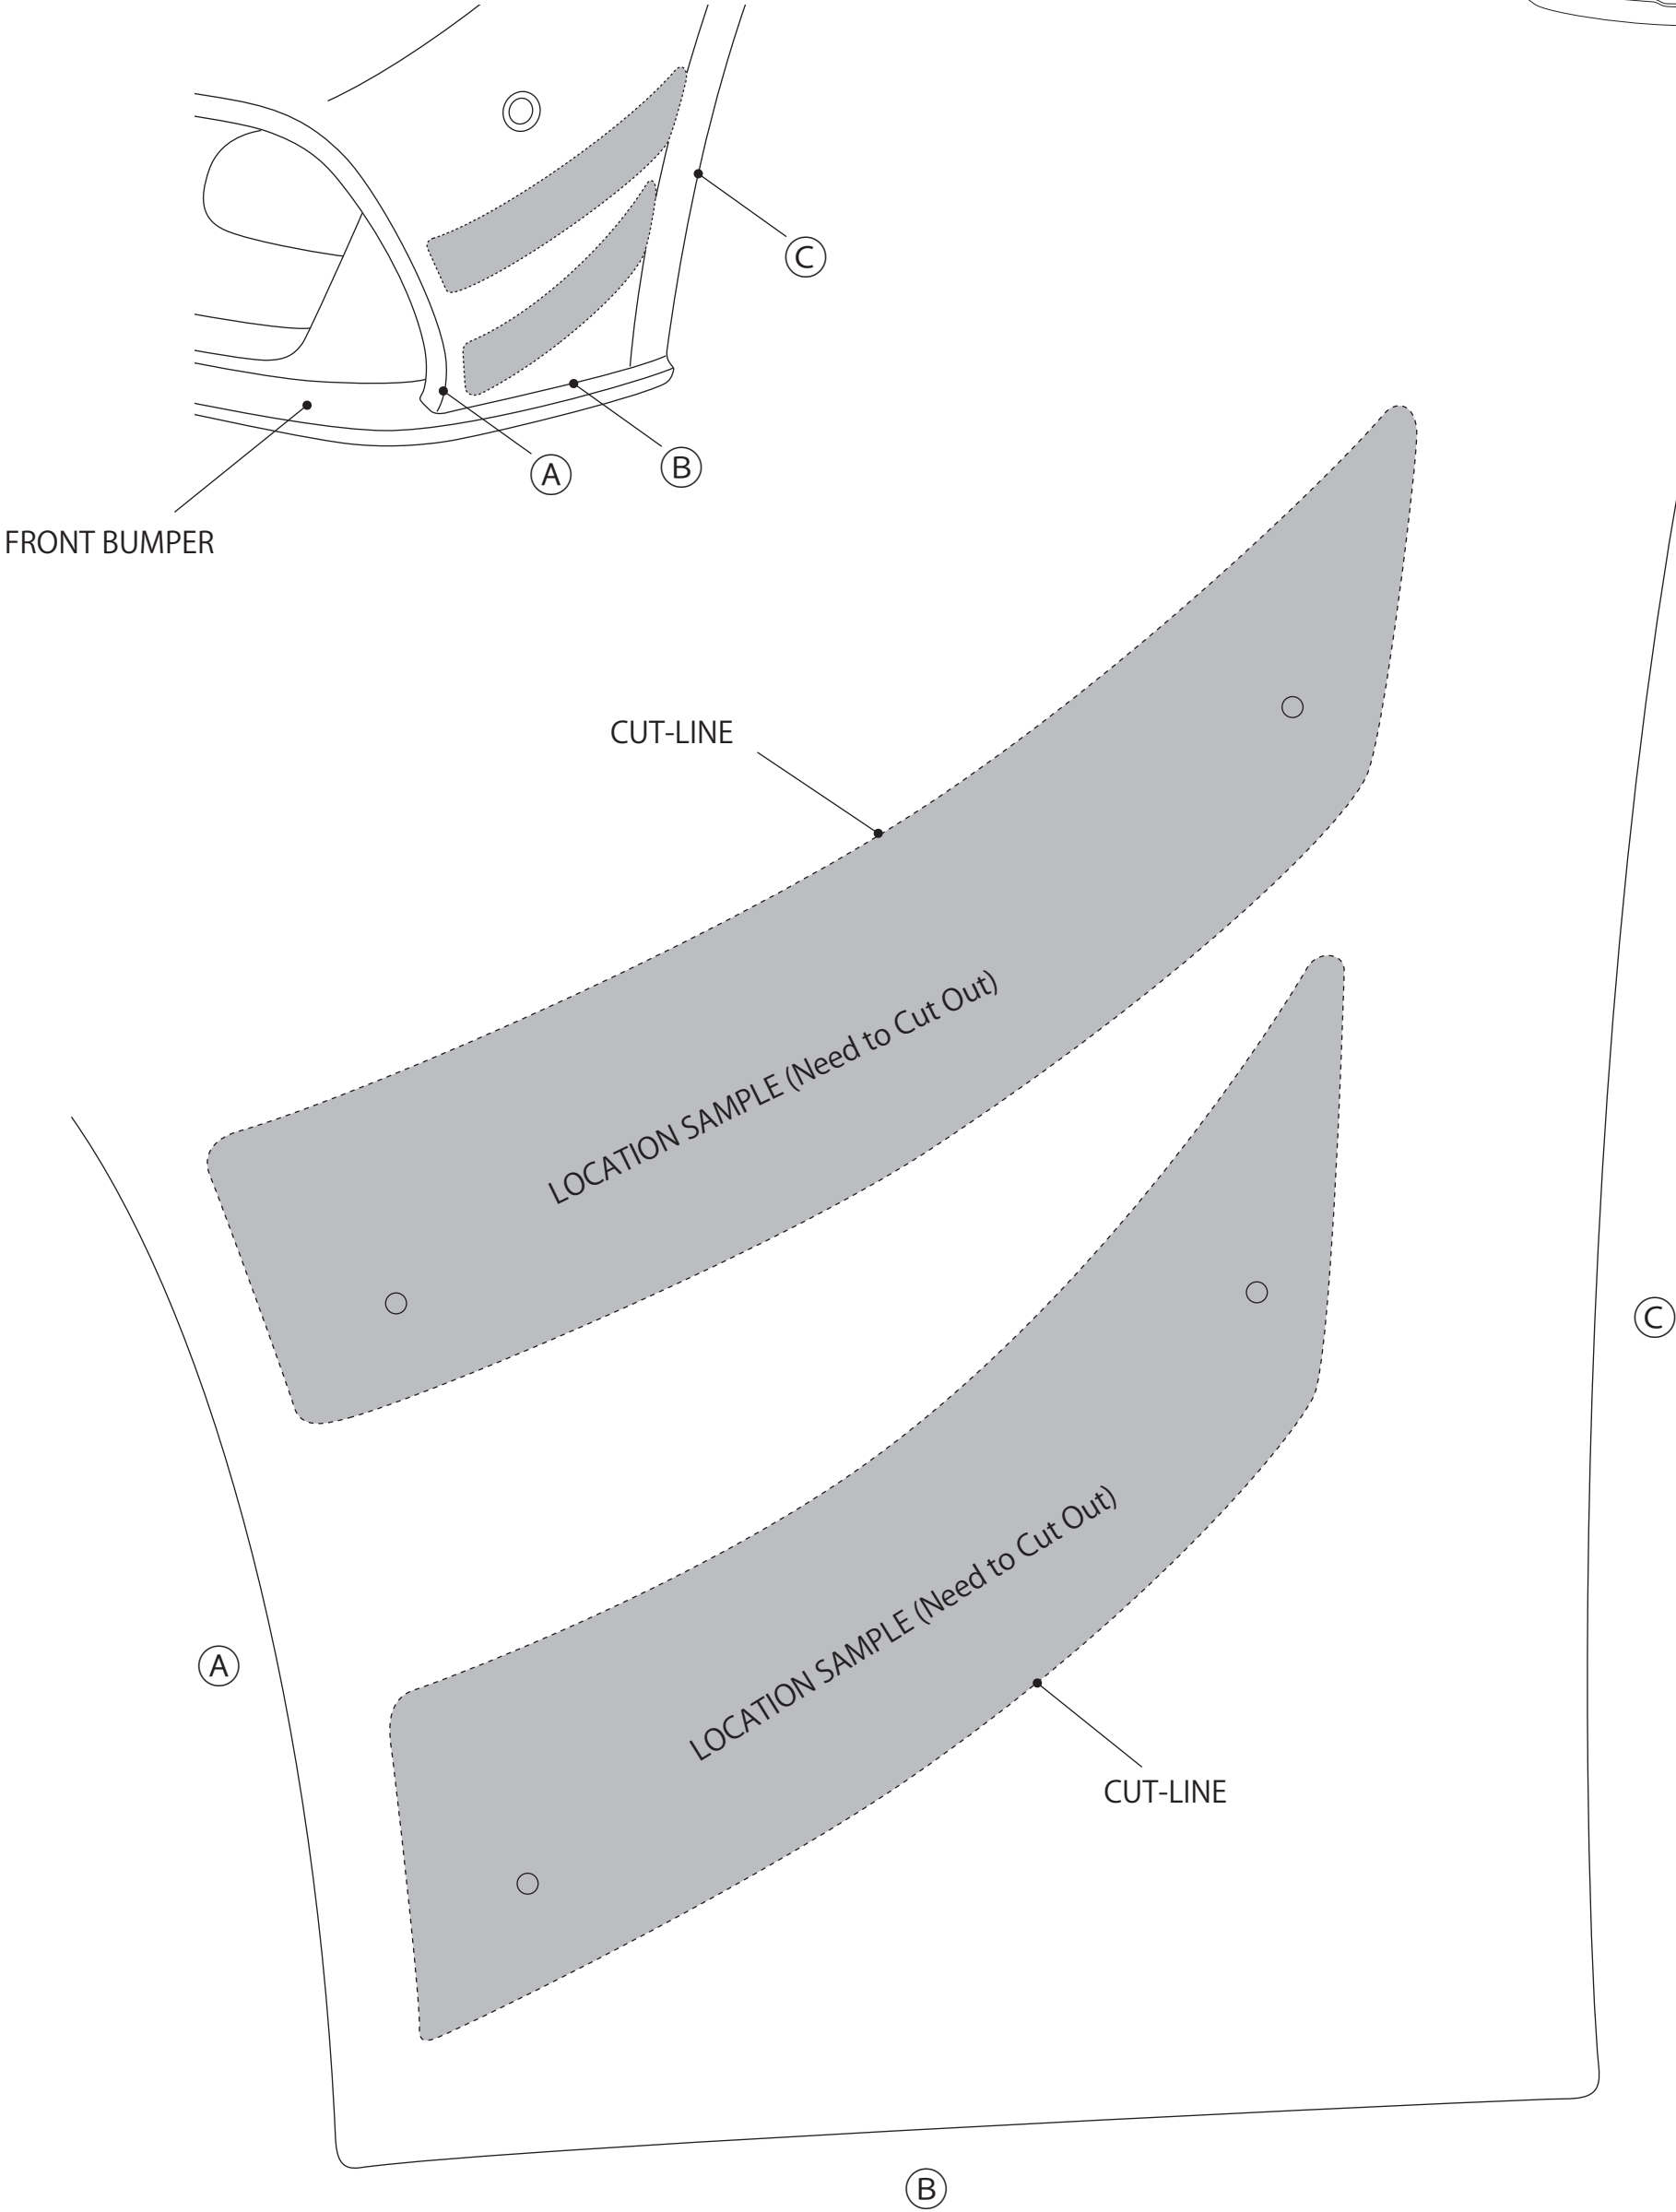 C
A
B
FRONT BUMPER
CUT-LINE
LOCATION SAMPLE (Need to Cut Out)
C
LOCATION SAMPLE (Need to Cut Out)
A
CUT-LINE
B